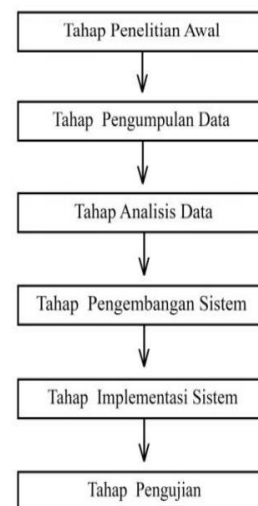 Tahap Penelitian Awal
Tahap Pengumpulan Data
Tahap Analisis Data
Tahap Pengembangan Sistem
Tahap Implementasi Sistem
Tahap Pengujian